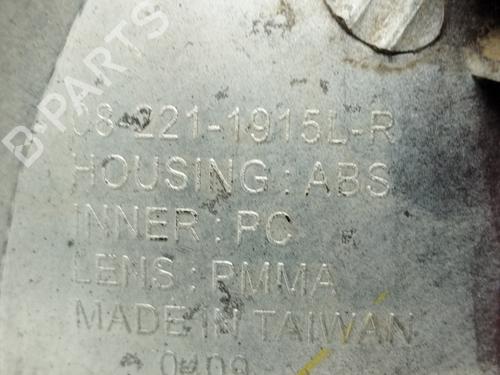 B-PARTS
08-221-1915L-R
HOUSING : ABS
INNER : PC
LENS : PMMA
MADE IN TAIWAN